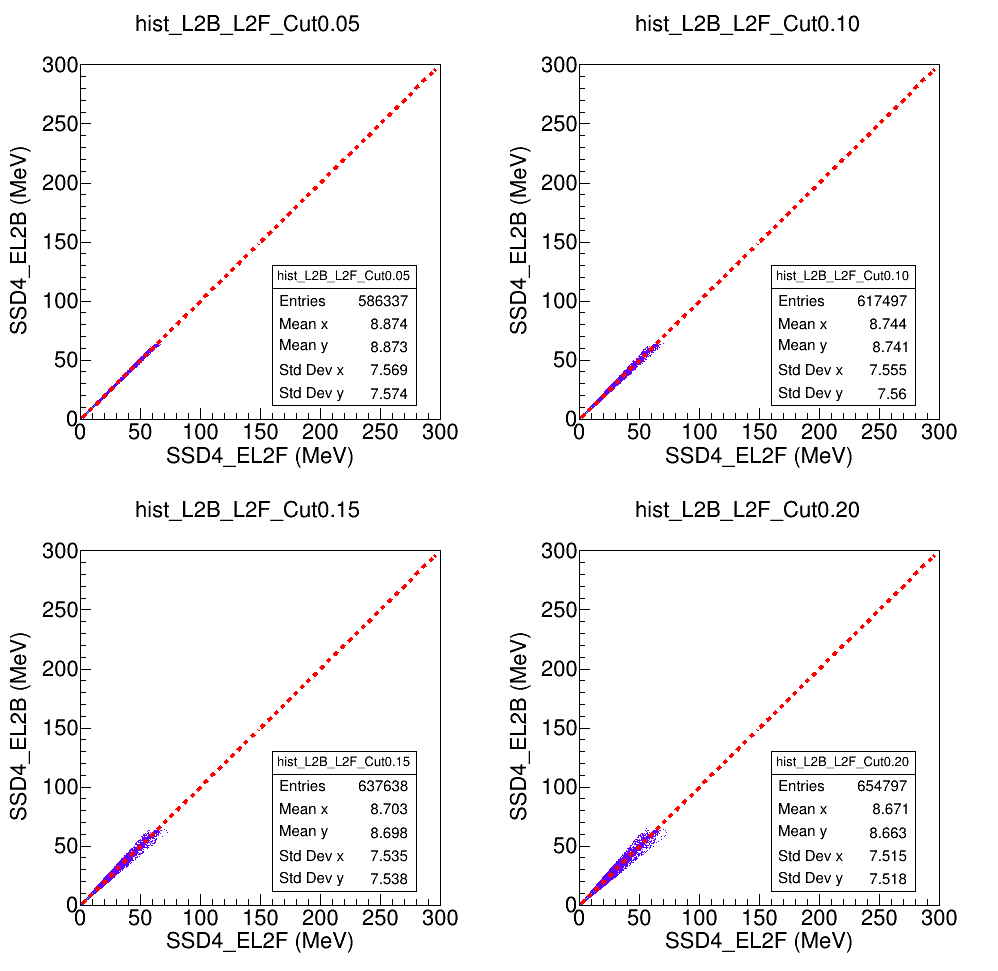 hist_L2B_L2F_Cut0.05
SSD4_EL2B (MeV)
300
250
200
150
100
50
0
hist_L2B_L2F_Cut0.05
Entries 586337
Mean x 8.874
Mean y 8.873
Std Dev x 7.569
Std Dev y 7.574
0 50 100 150 200 250 300
SSD4_EL2F (MeV)
hist_L2B_L2F_Cut0.10
SSD4_EL2B (MeV)
300
250
200
150
100
50
0
hist_L2B_L2F_Cut0.10
Entries 617497
Mean x 8.744
Mean y 8.741
Std Dev x 7.555
Std Dev y 7.56
0 50 100 150 200 250 300
SSD4_EL2F (MeV)
hist_L2B_L2F_Cut0.15
SSD4_EL2B (MeV)
300
250
200
150
100
50
0
hist_L2B_L2F_Cut0.15
Entries 637638
Mean x 8.703
Mean y 8.698
Std Dev x 7.535
Std Dev y 7.538
0 50 100 150 200 250 300
SSD4_EL2F (MeV)
hist_L2B_L2F_Cut0.20
SSD4_EL2B (MeV)
300
250
200
150
100
50
0
hist_L2B_L2F_Cut0.20
Entries 654797
Mean x 8.671
Mean y 8.663
Std Dev x 7.515
Std Dev y 7.518
0 50 100 150 200 250 300
SSD4_EL2F (MeV)